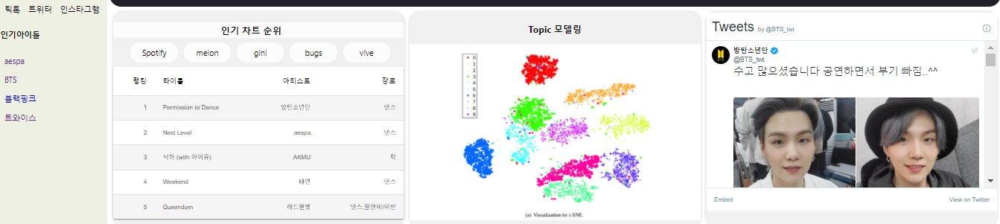 틱톡 트위터 인스타그램
인기아이돌
aespa
BTS
블랙핑크
트와이스
인기 차트 순위
Spotify melon gini bugs vive
랭킹 타이틀 아티스트 장르
1 Permission to Dance 방탄소년단 댄스
2 Next Level aespa 댄스
3 낙하 (with 아이유) AKMU 락
4 Weekend 태연 댄스
5 Queendom 레드벨벳 댄스,알앤비/어반
Topic 모델링
0
1
2
3
4
5
6
7
8
9
(a) Visualization by t-SNE.
Tweets by @BTS_twt
방탄소년단
@BTS_twt
수고 많으셨습니다 공연하면서 부기 빠짐..^^
BTS
Embed View on Twitter